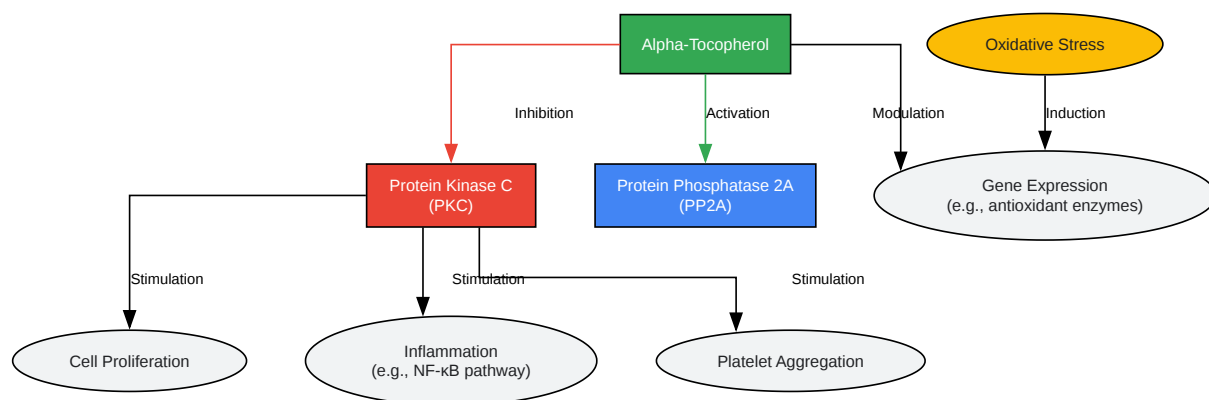 Alpha-Tocopherol
Oxidative Stress
Inhibition
Activation
Modulation
Induction
Protein Kinase C
(PKC)
Protein Phosphatase 2A
(PP2A)
Gene Expression
(e.g., antioxidant enzymes)
Stimulation
Stimulation
Stimulation
Cell Proliferation
Inflammation
(e.g., NF-κB pathway)
Platelet Aggregation